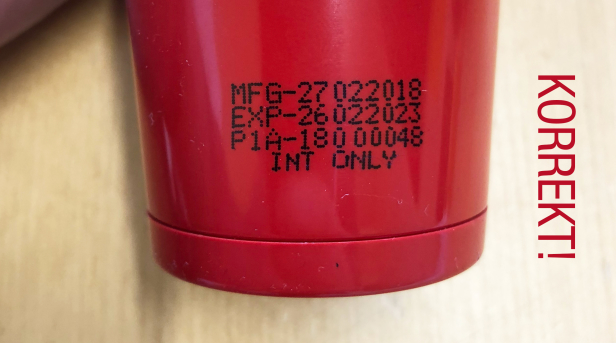 MFG-27022018
EXP-26022023
P1A-18000048
INT ONLY
KORREKT!